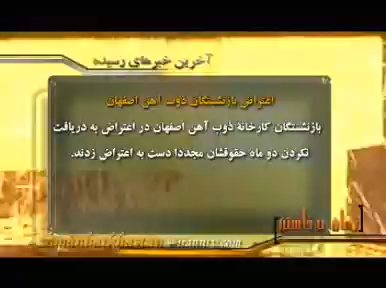 آخرین خبرهای رسیده
اعتراض بازنشستگان ذوب آهن اصفهان
بازنشستگان کارخانۀ ذوب آهن اصفهان در اعتراض به دریافت
نکردن دو ماه حقوقشان مجددا دست به اعتراض زدند.